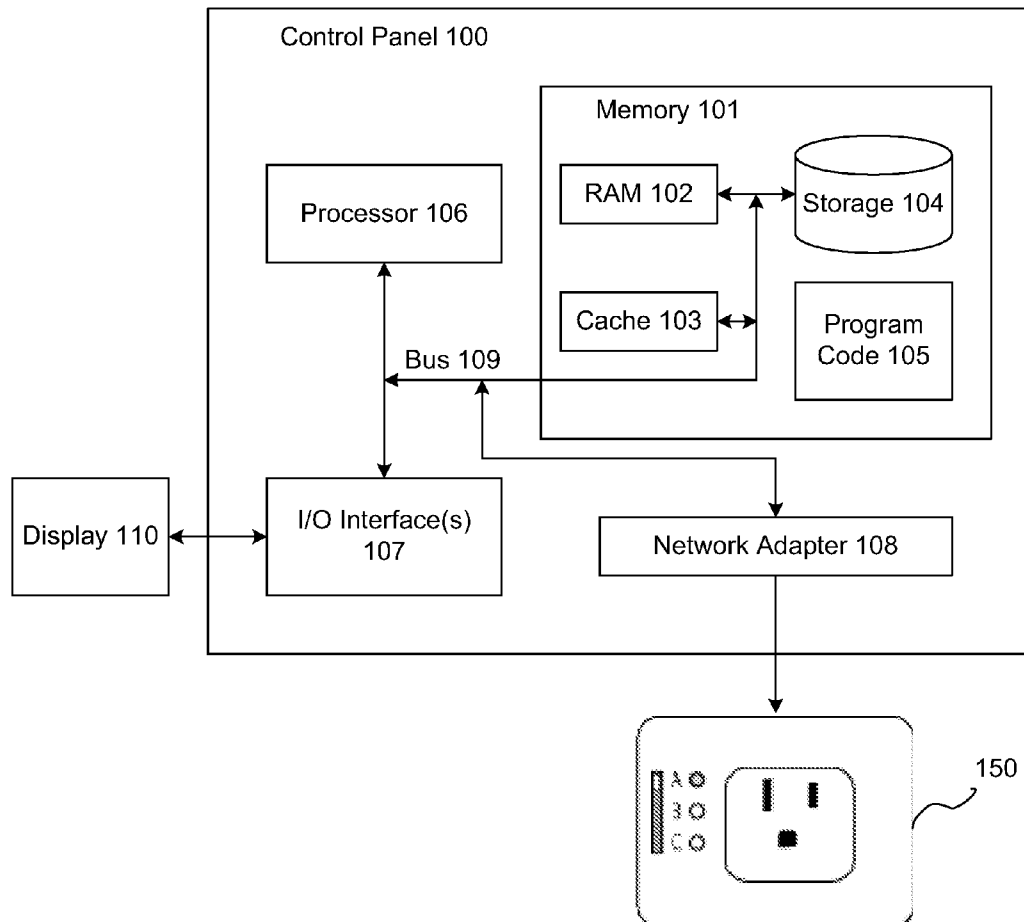 Control Panel 100
Memory 101
RAM 102
Storage 104
Processor 106
Cache 103
Program
Code 105
Bus 109
Display 110
I/O Interface(s)
107
Network Adapter 108
150
A
B
C